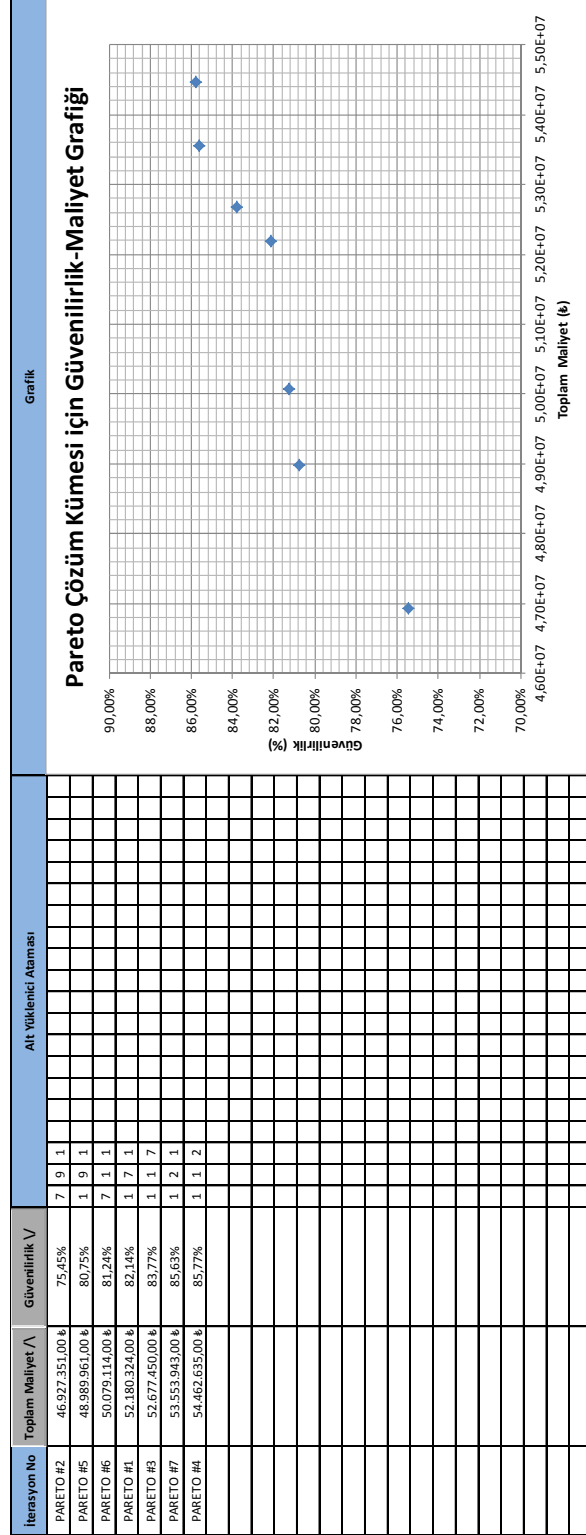 İterasyon No Toplam Maliyet /\ Güvenilirlik \/ Alt Yüklenici Ataması Grafik
PARETO #2 46.927.351,00 ₺ 75,45% 7 9 1
PARETO #5 48.989.961,00 ₺ 80,75% 1 9 1
PARETO #6 50.079.114,00 ₺ 81,24% 7 1 1
PARETO #1 52.180.324,00 ₺ 82,14% 1 7 1
PARETO #3 52.677.450,00 ₺ 83,77% 1 1 7
PARETO #7 53.553.943,00 ₺ 85,63% 1 2 1
PARETO #4 54.462.635,00 ₺ 85,77% 1 1 2
Pareto Çözüm Kümesi için Güvenilirlik-Maliyet Grafiği
Güvenilirlik (%)
90,00%
88,00%
86,00%
84,00%
82,00%
80,00%
78,00%
76,00%
74,00%
72,00%
70,00%
4,60E+07 4,70E+07 4,80E+07 4,90E+07 5,00E+07 5,10E+07 5,20E+07 5,30E+07 5,40E+07 5,50E+07
Toplam Maliyet (₺)